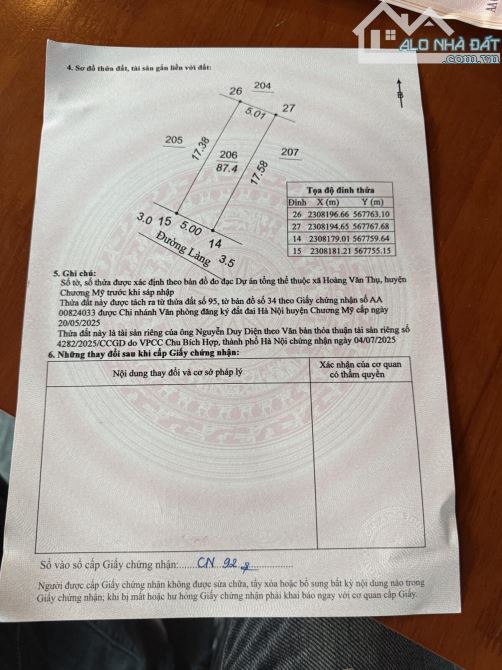 ALO NHÀ ĐẤT
.com.vn
4. Sơ đồ thửa đất, tài sản gắn liền với đất:
204
26
5.01
27
B
205
17.38
206
87.4
17.58
207
3.0
15
5.00
14
3.5
Đường Làng
Tọa độ đỉnh thửa
Đỉnh X (m) Y (m)
26 2308196.66 567763.10
27 2308194.65 567767.68
14 2308179.01 567759.64
15 2308181.21 567755.15
5. Ghi chú:
Số tờ, số thửa được xác định theo bản đồ đo đạc Dự án tổng thể thuộc xã Hoàng Văn Thụ, huyện
Chương Mỹ trước khi sáp nhập
Thửa đất này được tách ra từ thửa đất số 95, tờ bản đồ số 34 theo Giấy chứng nhận số AA
00824033 được Chi nhánh Văn phòng đăng ký đất đai Hà Nội huyện Chương Mỹ cấp ngày
20/05/2025
Thửa đất này là tài sản riêng của ông Nguyễn Duy Diện theo Văn bản thỏa thuận tài sản riêng số
4282/2025/CCGD do VPCC Chu Bích Hợp, thành phố Hà Nội chứng nhận ngày 04/07/2025
6. Những thay đổi sau khi cấp Giấy chứng nhận:
Nội dung thay đổi và cơ sở pháp lý
Xác nhận của cơ quan
có thẩm quyền
Số vào sổ cấp Giấy chứng nhận: CN 928
Người được cấp Giấy chứng nhận không được sửa chữa, tẩy xóa hoặc bổ sung bất kỳ nội dung nào trong
Giấy chứng nhận; khi bị mất hoặc hư hỏng Giấy chứng nhận phải khai báo ngay với cơ quan cấp Giấy.